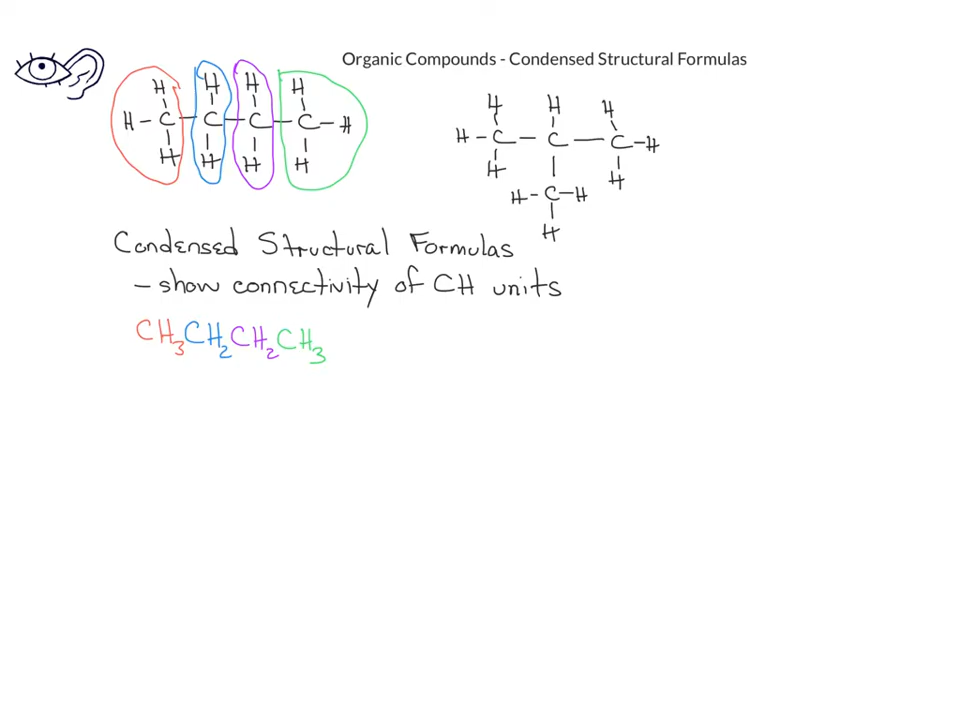 Organic Compounds - Condensed Structural Formulas
H H H H
H - C - C - C - C - H
H H H H
H H H
H - C - C - C - H
H H
H - C - H
H
Condensed Structural Formulas
- show connectivity of CH units
CH₃CH₂CH₂CH₃